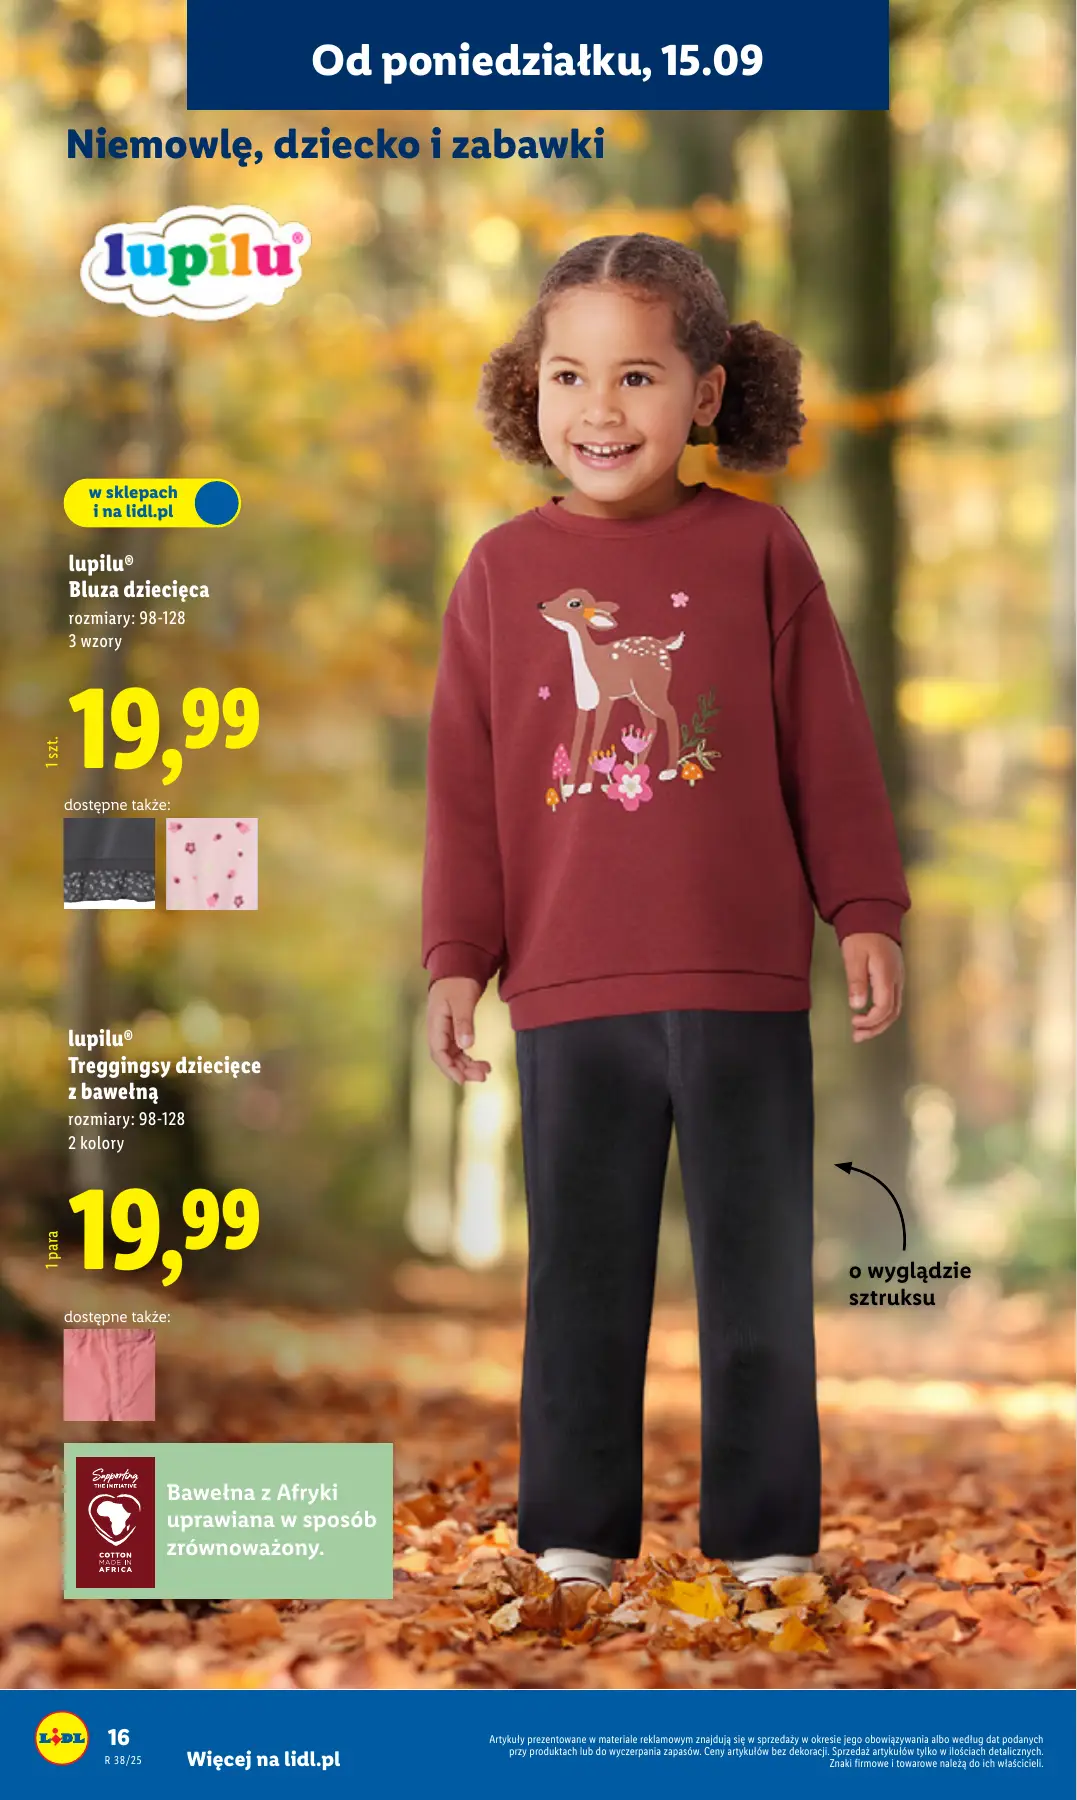 Od poniedziałku, 15.09
Niemowlę, dziecko i zabawki
lupilu®
w sklepach
i na lidl.pl
lupilu®
Bluza dziecięca
rozmiary: 98-128
3 wzory
1 szt.
19,99
dostępne także:
lupilu®
Treggingsy dziecięce
z bawełną
rozmiary: 98-128
2 kolory
1 para
19,99
o wyglądzie
sztruksu
dostępne także:
Supporting
THE INITIATIVE
COTTON
MADE IN
AFRICA
Bawełna z Afryki
uprawiana w sposób
zrównoważony.
LIDL
16
R 38/25
Więcej na lidl.pl
Artykuły prezentowane w materiale reklamowym znajdują się w sprzedaży w okresie jego obowiązywania albo według dat podanych
przy produktach lub do wyczerpania zapasów. Ceny artykułów bez dekoracji. Sprzedaż artykułów tylko w ilościach detalicznych.
Znaki firmowe i towarowe należą do ich właścicieli.